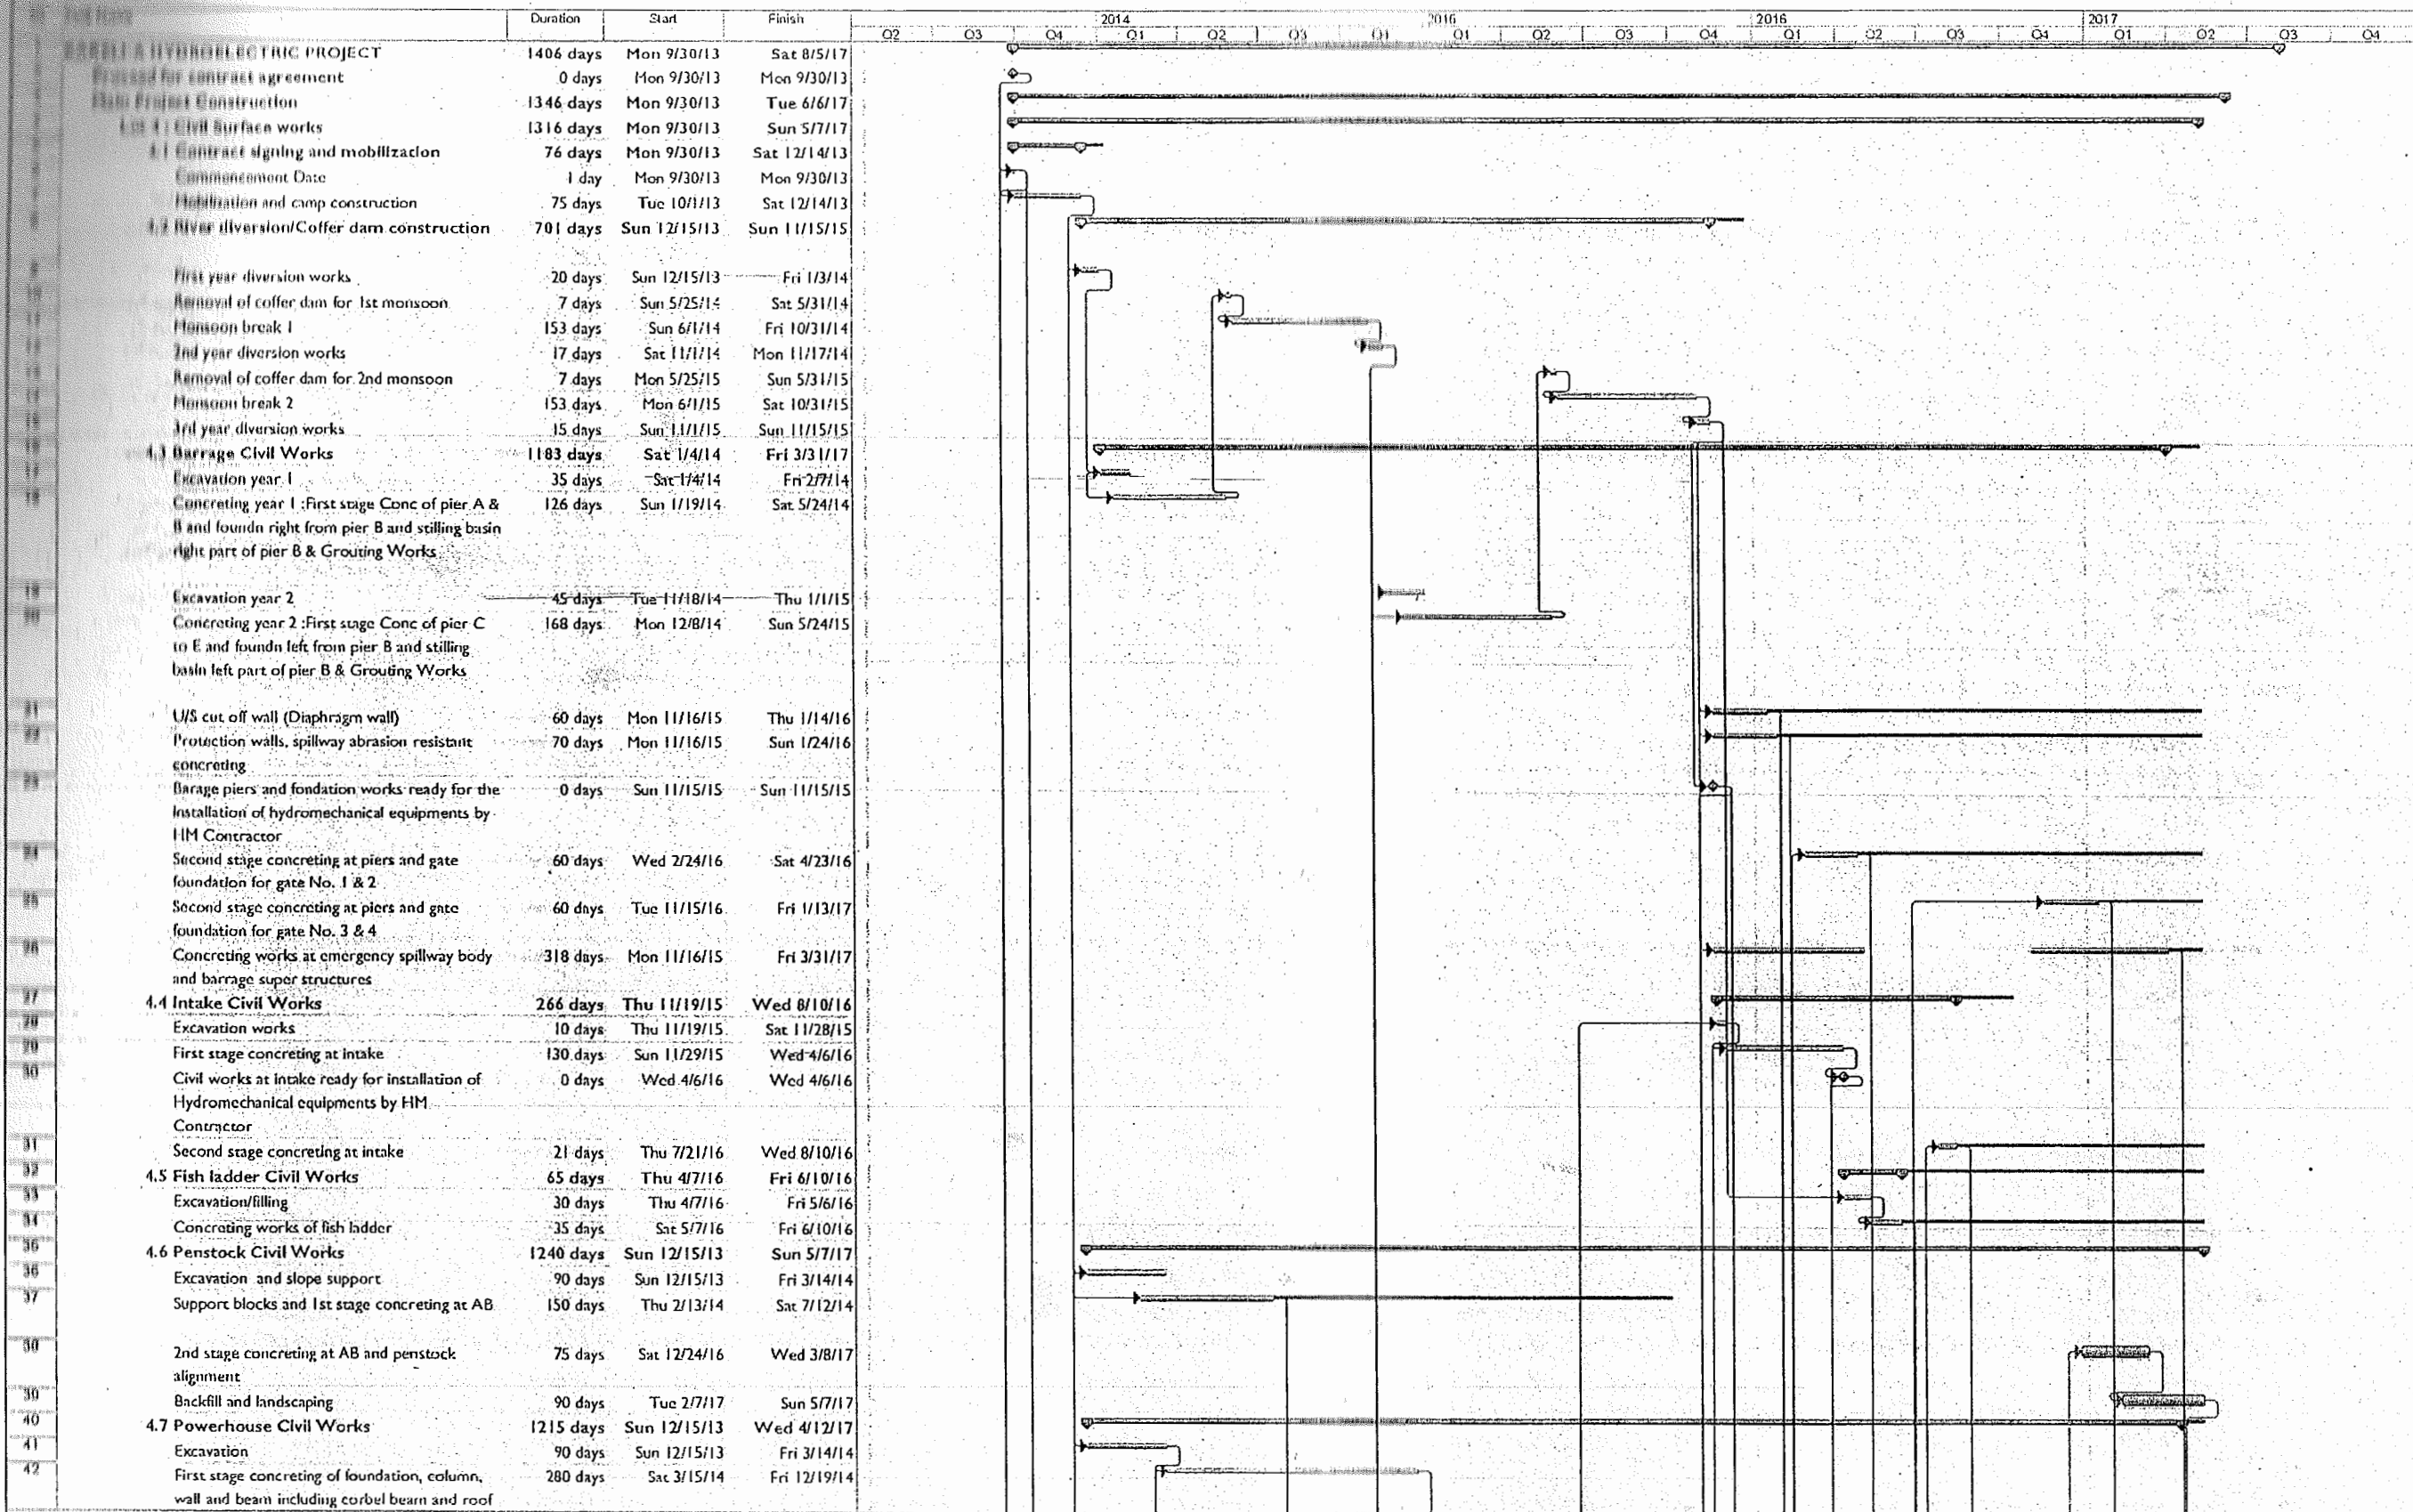 Duration Start Finish 2014 2016 2016 2017
Q2 Q3 Q4 Q1 Q2 Q3 Q1 Q1 Q2 Q3 Q4 Q1 Q2 Q3 Q4 Q1 Q2 Q3 Q4
HYDROELECTRIC PROJECT 1406 days Mon 9/30/13 Sat 8/5/17
for contract agreement 0 days Mon 9/30/13 Mon 9/30/13
Project Construction 1346 days Mon 9/30/13 Tue 6/6/17
Civil Surface works 1316 days Mon 9/30/13 Sun 5/7/17
4.1 Contract signing and mobilization 76 days Mon 9/30/13 Sat 12/14/13
Commencement Date 1 day Mon 9/30/13 Mon 9/30/13
Mobilization and camp construction 75 days Tue 10/1/13 Sat 12/14/13
4.2 River diversion/Coffer dam construction 701 days Sun 12/15/13 Sun 11/15/15
First year diversion works 20 days Sun 12/15/13 Fri 1/3/14
Removal of coffer dam for 1st monsoon 7 days Sun 5/25/14 Sat 5/31/14
Monsoon break 1 153 days Sun 6/1/14 Fri 10/31/14
2nd year diversion works 17 days Sat 11/1/14 Mon 11/17/14
Removal of coffer dam for 2nd monsoon 7 days Mon 5/25/15 Sun 5/31/15
Monsoon break 2 153 days Mon 6/1/15 Sat 10/31/15
3rd year diversion works 15 days Sun 11/1/15 Sun 11/15/15
4.3 Barrage Civil Works 1183 days Sat 1/4/14 Fri 3/31/17
Excavation year 1 35 days Sat 1/4/14 Fri 2/7/14
Concreting year 1 :First stage Conc of pier A & 126 days Sun 1/19/14 Sat 5/24/14
B and foundn right from pier B and stilling basin
right part of pier B & Grouting Works
Excavation year 2 45 days Tue 11/18/14 Thu 1/1/15
Concreting year 2 :First stage Conc of pier C 168 days Mon 12/8/14 Sun 5/24/15
to E and foundn left from pier B and stilling
basin left part of pier B & Grouting Works
U/S cut off wall (Diaphragm wall) 60 days Mon 11/16/15 Thu 1/14/16
Protection walls, spillway abrasion resistant 70 days Mon 11/16/15 Sun 1/24/16
concreting
Barage piers and fondation works ready for the 0 days Sun 11/15/15 Sun 11/15/15
Installation of hydromechanical equipments by
HM Contractor
Second stage concreting at piers and gate 60 days Wed 2/24/16 Sat 4/23/16
foundation for gate No. 1 & 2
Second stage concreting at piers and gate 60 days Tue 11/15/16 Fri 1/13/17
foundation for gate No. 3 & 4
26 Concreting works at emergency spillway body 318 days Mon 11/16/15 Fri 3/31/17
and barrage super structures
27 4.4 Intake Civil Works 266 days Thu 11/19/15 Wed 8/10/16
Excavation works 10 days Thu 11/19/15 Sat 11/28/15
First stage concreting at intake 130 days Sun 11/29/15 Wed 4/6/16
Civil works at intake ready for installation of 0 days Wed 4/6/16 Wed 4/6/16
Hydromechanical equipments by HM
Contractor
31 Second stage concreting at intake 21 days Thu 7/21/16 Wed 8/10/16
32 4.5 Fish ladder Civil Works 65 days Thu 4/7/16 Fri 6/10/16
33 Excavation/filling 30 days Thu 4/7/16 Fri 5/6/16
34 Concreting works of fish ladder 35 days Sat 5/7/16 Fri 6/10/16
4.6 Penstock Civil Works 1240 days Sun 12/15/13 Sun 5/7/17
36 Excavation and slope support 90 days Sun 12/15/13 Fri 3/14/14
37 Support blocks and 1st stage concreting at AB 150 days Thu 2/13/14 Sat 7/12/14
2nd stage concreting at AB and penstock 75 days Sat 12/24/16 Wed 3/8/17
alignment
39 Backfill and landscaping 90 days Tue 2/7/17 Sun 5/7/17
40 4.7 Powerhouse Civil Works 1215 days Sun 12/15/13 Wed 4/12/17
41 Excavation 90 days Sun 12/15/13 Fri 3/14/14
42 First stage concreting of foundation, column, 280 days Sat 3/15/14 Fri 12/19/14
wall and beam including corbel beam and roof